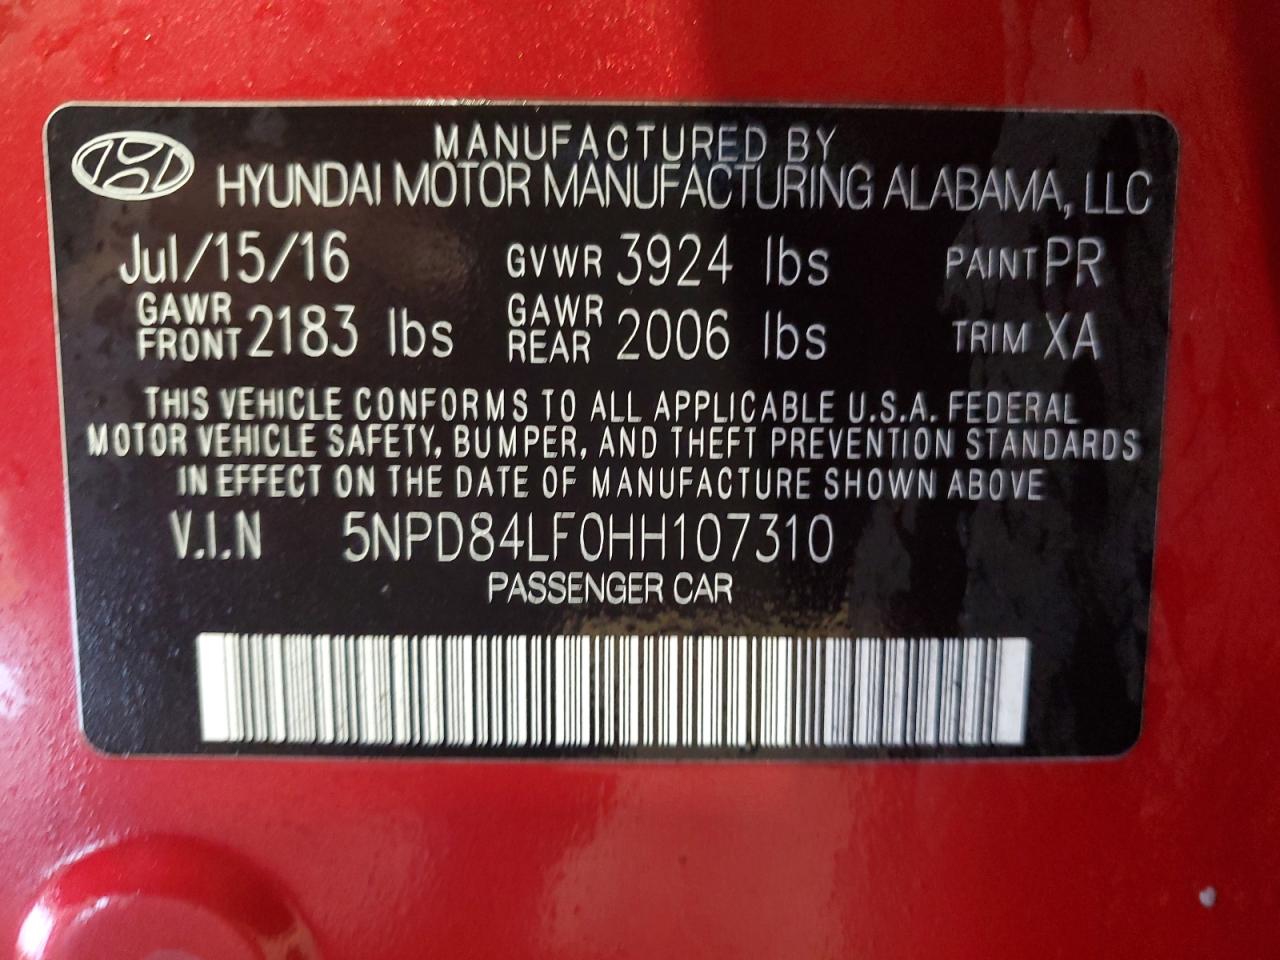 MANUFACTURED BY
HYUNDAI MOTOR MANUFACTURING ALABAMA, LLC
Jul/15/16 GVWR 3924 lbs PAINT PR
GAWR FRONT 2183 lbs GAWR REAR 2006 lbs TRIM XA
THIS VEHICLE CONFORMS TO ALL APPLICABLE U.S.A. FEDERAL
MOTOR VEHICLE SAFETY, BUMPER, AND THEFT PREVENTION STANDARDS
IN EFFECT ON THE DATE OF MANUFACTURE SHOWN ABOVE
V.I.N 5NPD84LF0HH107310
PASSENGER CAR